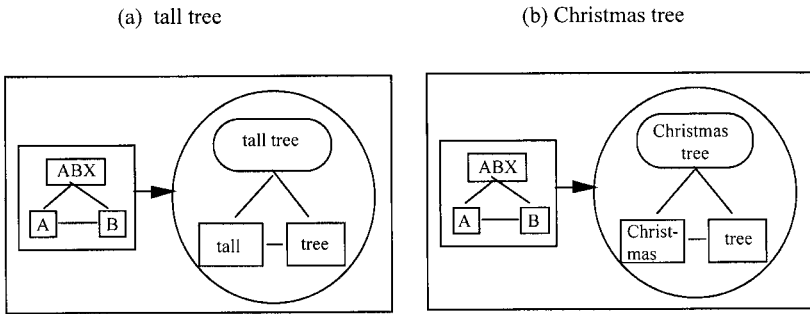 (a) tall tree
(b) Christmas tree
ABX
A
B
tall tree
tall
tree
ABX
A
B
Christmas
tree
Christ-
mas
tree